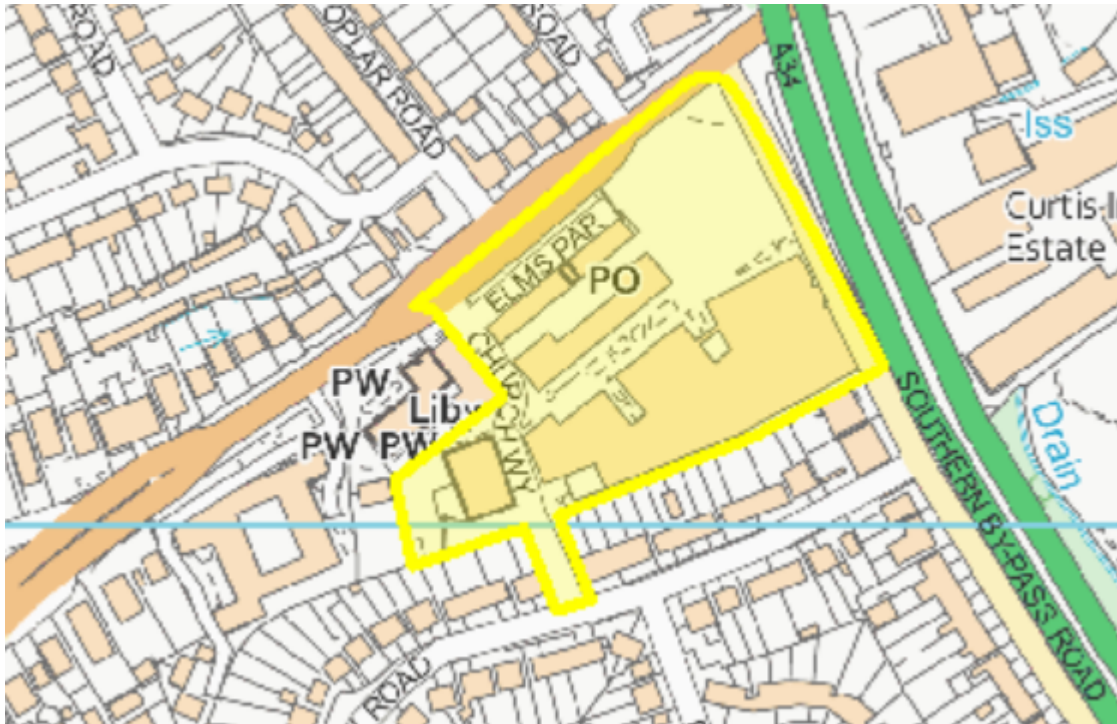 ROAD
OPLAR ROAD
ROAD
434
Iss
Curtis I
Estate
ELMS PAR
PO
CHURCH WY
PW
Liby
PW
PW
SOUTHERN BY-PASS ROAD
Drain
ROAD